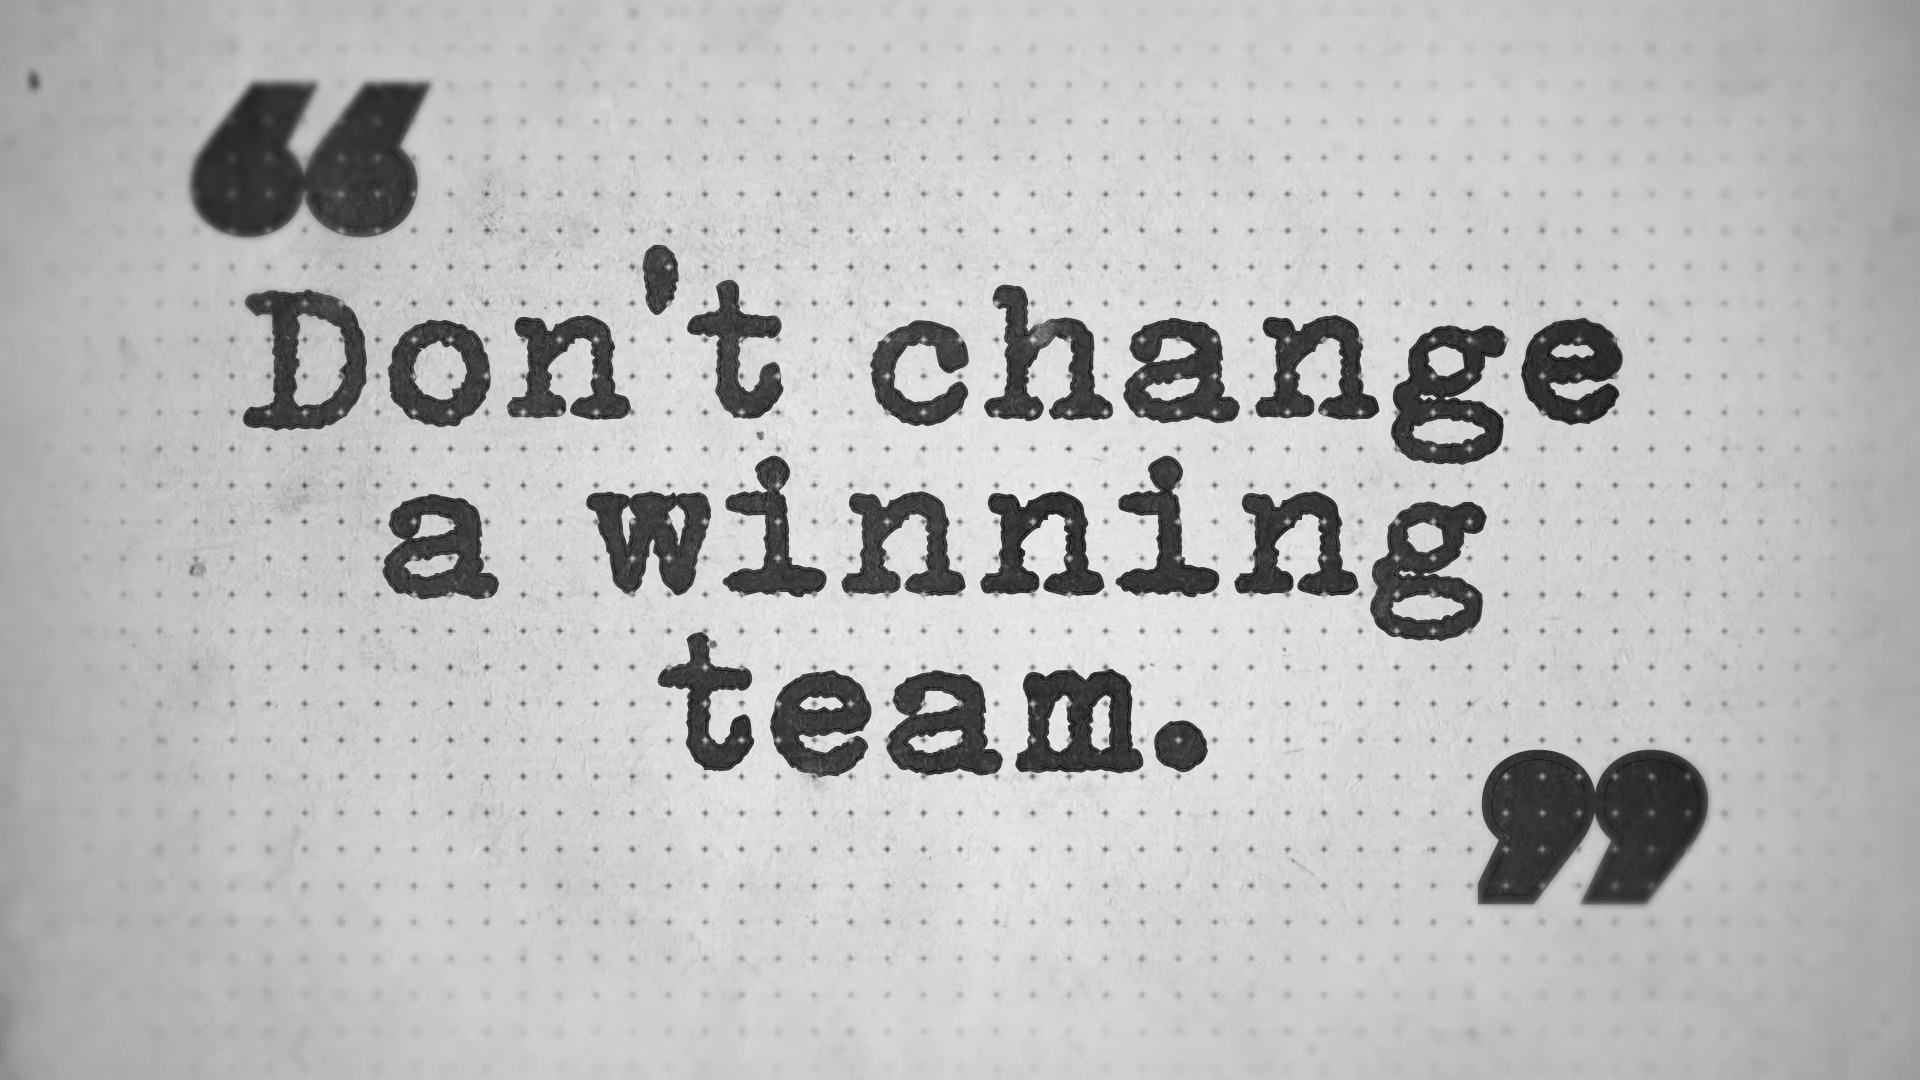 “
Don't change
a winning
team.
”